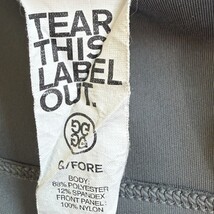 TEAR
THIS
LABEL
OUT.
G/FORE
BODY:
88% POLYESTER
12% SPANDEX
FRONT PANEL:
100% NYLON